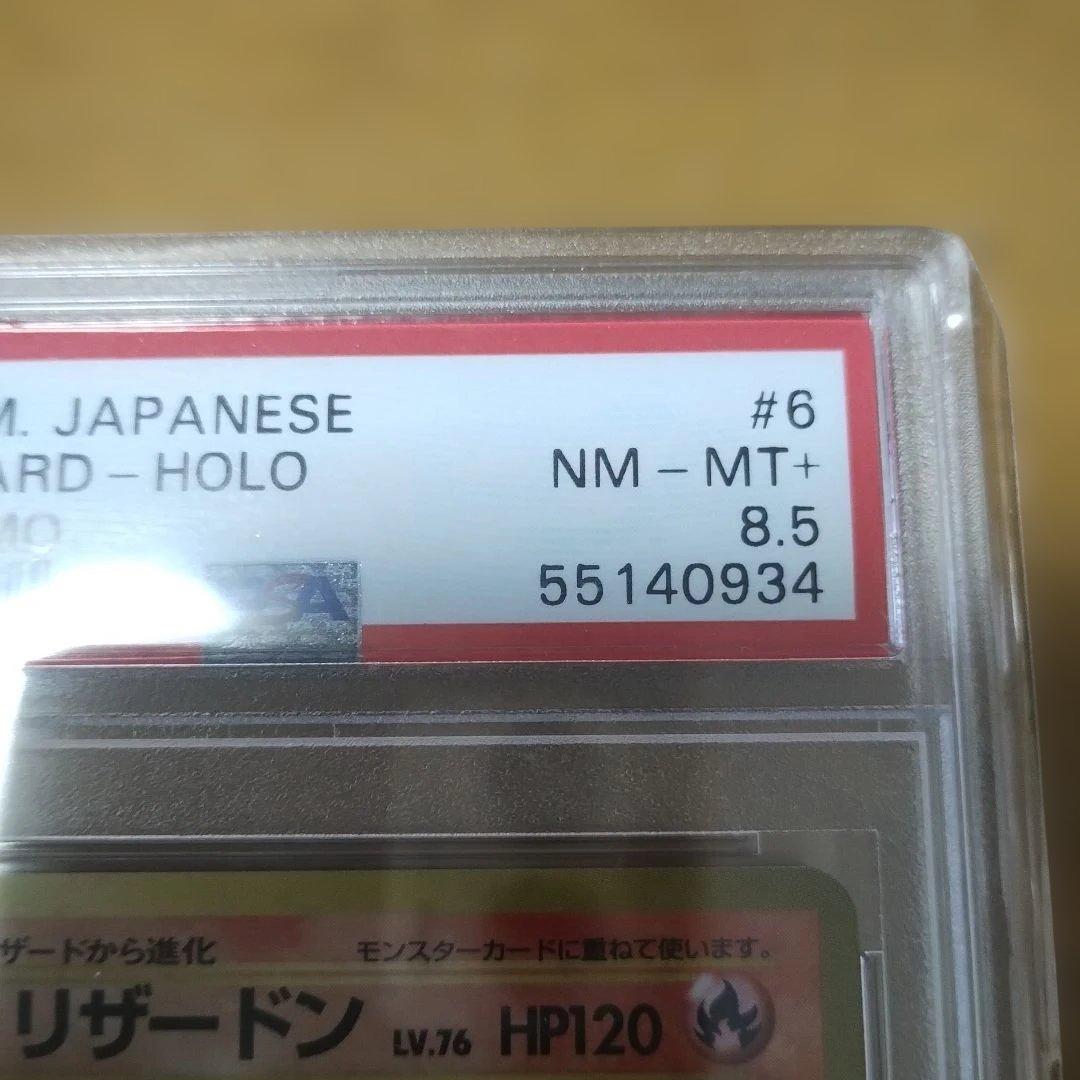 M. JAPANESE #6
ARD-HOLO NM-MT+
MO 8.5
PSA 55140934
ザードから進化 モンスターカードに重ねて使います。
リザードン LV.76 HP120